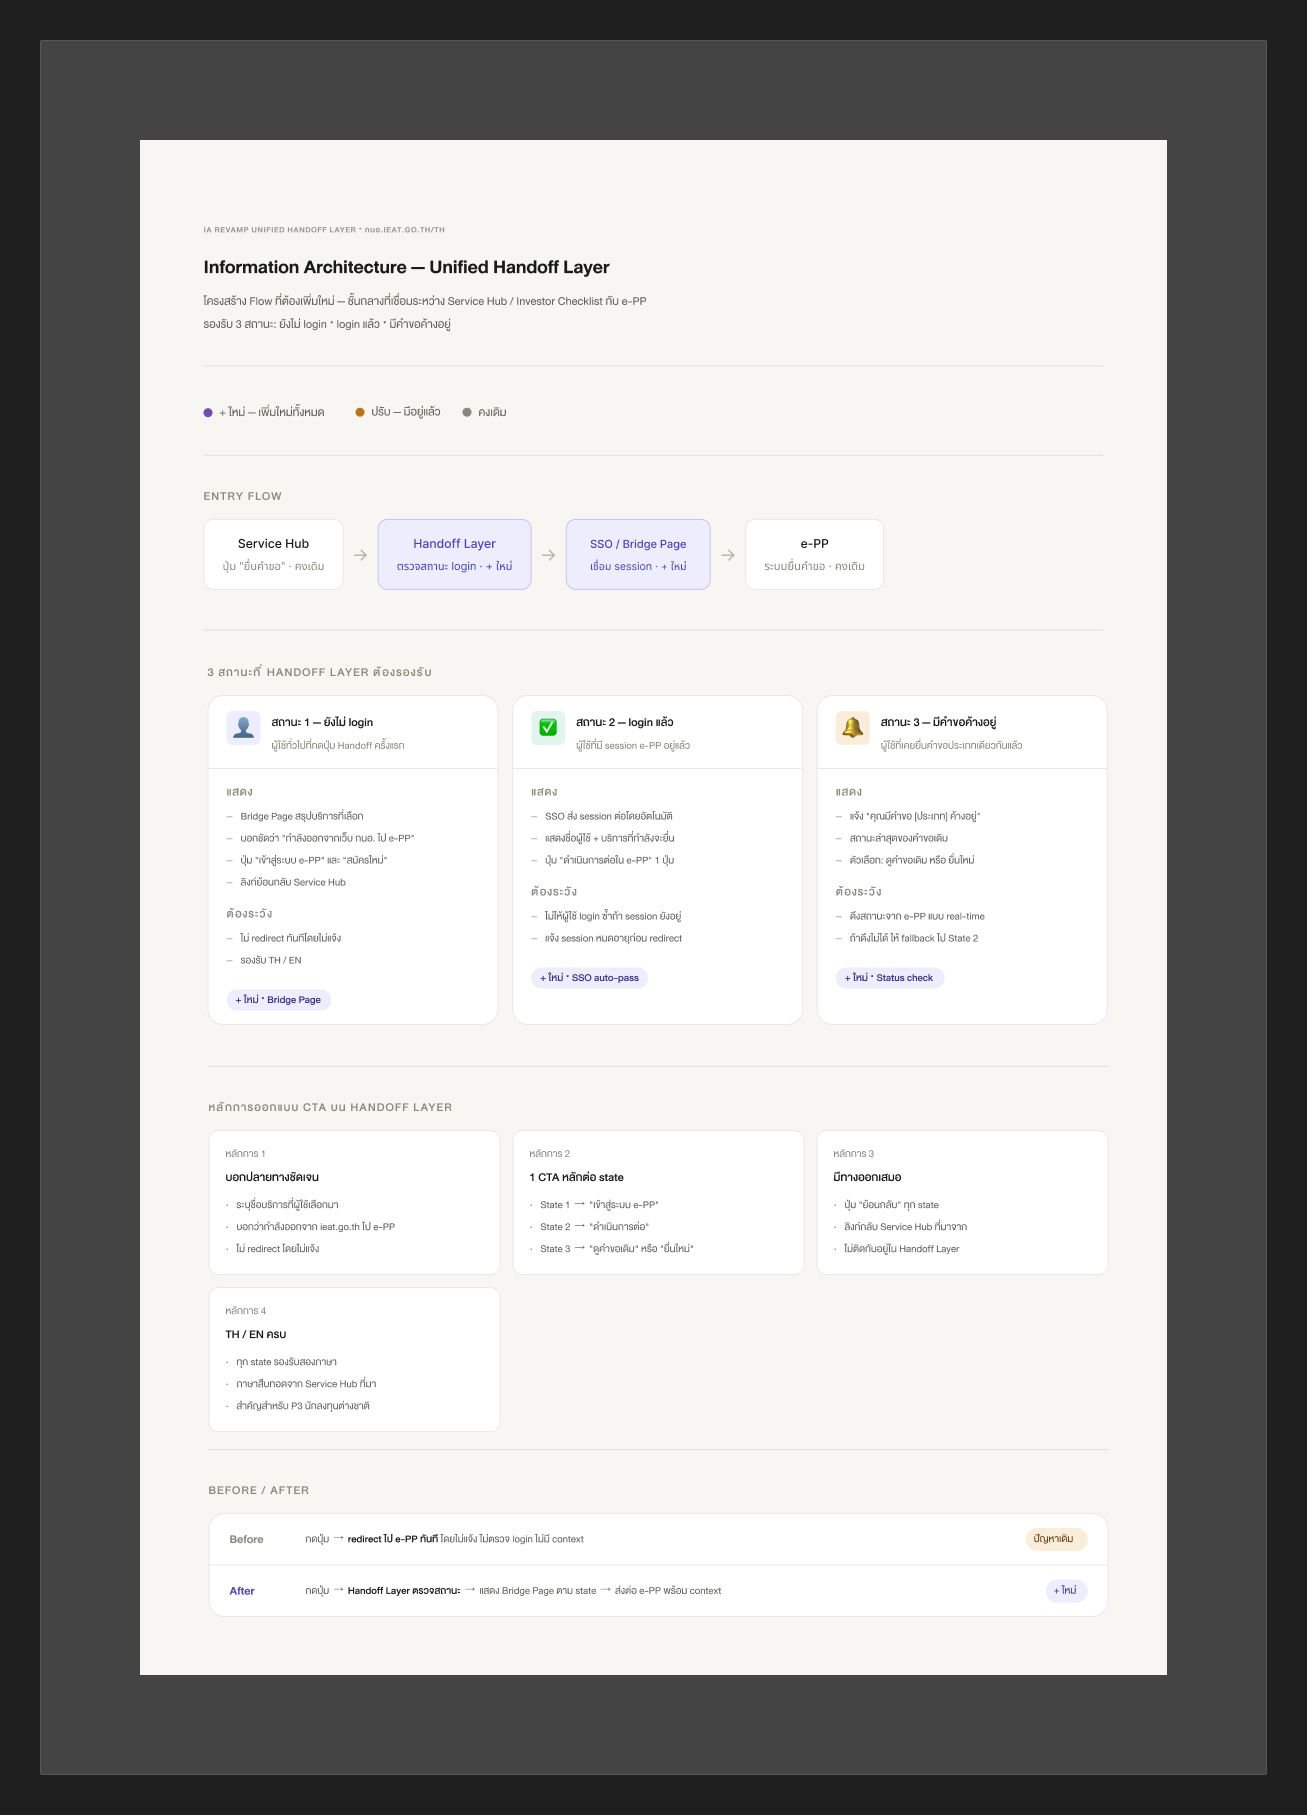 IA REVAMP UNIFIED HANDOFF LAYER · กนอ.IEAT.GO.TH/TH
Information Architecture — Unified Handoff Layer
โครงสร้าง Flow ที่ต้องเพิ่มใหม่ — ชั้นกลางที่เชื่อมระหว่าง Service Hub / Investor Checklist กับ e-PP
รองรับ 3 สถานะ: ยังไม่ login · login แล้ว · มีคำขอค้างอยู่
+ ใหม่ — เพิ่มใหม่ทั้งหมด
ปรับ — มีอยู่แล้ว
คงเดิม
ENTRY FLOW
Service Hub
ปุ่ม "ยื่นคำขอ" · คงเดิม
→
Handoff Layer
ตรวจสถานะ login · + ใหม่
→
SSO / Bridge Page
เชื่อม session · + ใหม่
→
e-PP
ระบบยื่นคำขอ · คงเดิม
3 สถานะที่ HANDOFF LAYER ต้องรองรับ
สถานะ 1 — ยังไม่ login
ผู้ใช้ทั่วไปที่กดปุ่ม Handoff ครั้งแรก
แสดง
— Bridge Page สรุปบริการที่เลือก
— บอกชัดว่า "กำลังออกจากเว็บ กนอ. ไป e-PP"
— ปุ่ม "เข้าสู่ระบบ e-PP" และ "สมัครใหม่"
— ลิงก์ย้อนกลับ Service Hub
ต้องระวัง
— ไม่ redirect ทันทีโดยไม่แจ้ง
— รองรับ TH / EN
+ ใหม่ · Bridge Page
สถานะ 2 — login แล้ว
ผู้ใช้ที่มี session e-PP อยู่แล้ว
แสดง
— SSO ส่ง session ต่อโดยอัตโนมัติ
— แสดงชื่อผู้ใช้ + บริการที่กำลังจะยื่น
— ปุ่ม "ดำเนินการต่อใน e-PP" 1 ปุ่ม
ต้องระวัง
— ไม่ให้ผู้ใช้ login ซ้ำถ้า session ยังอยู่
— แจ้ง session หมดอายุก่อน redirect
+ ใหม่ · SSO auto-pass
สถานะ 3 — มีคำขอค้างอยู่
ผู้ใช้ที่เคยยื่นคำขอประเภทเดียวกันแล้ว
แสดง
— แจ้ง "คุณมีคำขอ [ประเภท] ค้างอยู่"
— สถานะล่าสุดของคำขอเดิม
— ตัวเลือก: ดูคำขอเดิม หรือ ยื่นใหม่
ต้องระวัง
— ดึงสถานะจาก e-PP แบบ real-time
— ถ้าดึงไม่ได้ ให้ fallback ไป State 2
+ ใหม่ · Status check
หลักการออกแบบ CTA บน HANDOFF LAYER
หลักการ 1
บอกปลายทางชัดเจน
· ระบุชื่อบริการที่ผู้ใช้เลือกมา
· บอกว่ากำลังออกจาก ieat.go.th ไป e-PP
· ไม่ redirect โดยไม่แจ้ง
หลักการ 2
1 CTA หลักต่อ state
· State 1 → "เข้าสู่ระบบ e-PP"
· State 2 → "ดำเนินการต่อ"
· State 3 → "ดูคำขอเดิม" หรือ "ยื่นใหม่"
หลักการ 3
มีทางออกเสมอ
· ปุ่ม "ย้อนกลับ" ทุก state
· ลิงก์กลับ Service Hub ที่มาจาก
· ไม่ติดกับอยู่ใน Handoff Layer
หลักการ 4
TH / EN ครบ
· ทุก state รองรับสองภาษา
· ภาษาสืบทอดจาก Service Hub ที่มา
· สำคัญสำหรับ P3 นักลงทุนต่างชาติ
BEFORE / AFTER
Before กดปุ่ม → redirect ไป e-PP ทันที โดยไม่แจ้ง ไม่ตรวจ login ไม่มี context ปัญหาเดิม
After กดปุ่ม → Handoff Layer ตรวจสถานะ → แสดง Bridge Page ตาม state → ส่งต่อ e-PP พร้อม context + ใหม่